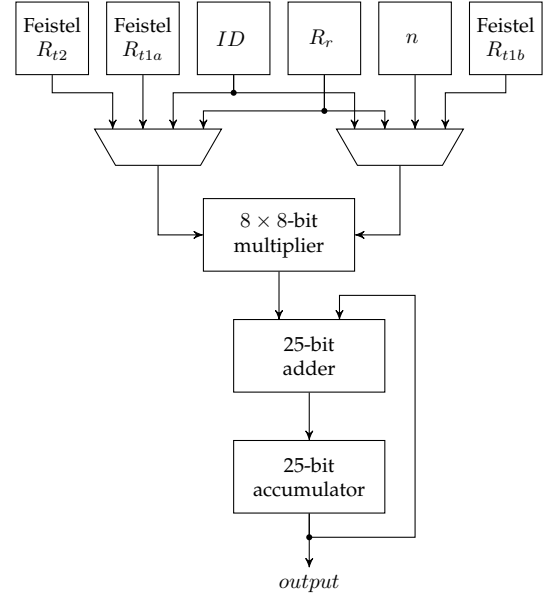 Feistel
R_{t2}
Feistel
R_{t1a}
ID
R_r
n
Feistel
R_{t1b}
8 × 8-bit
multiplier
25-bit
adder
25-bit
accumulator
output